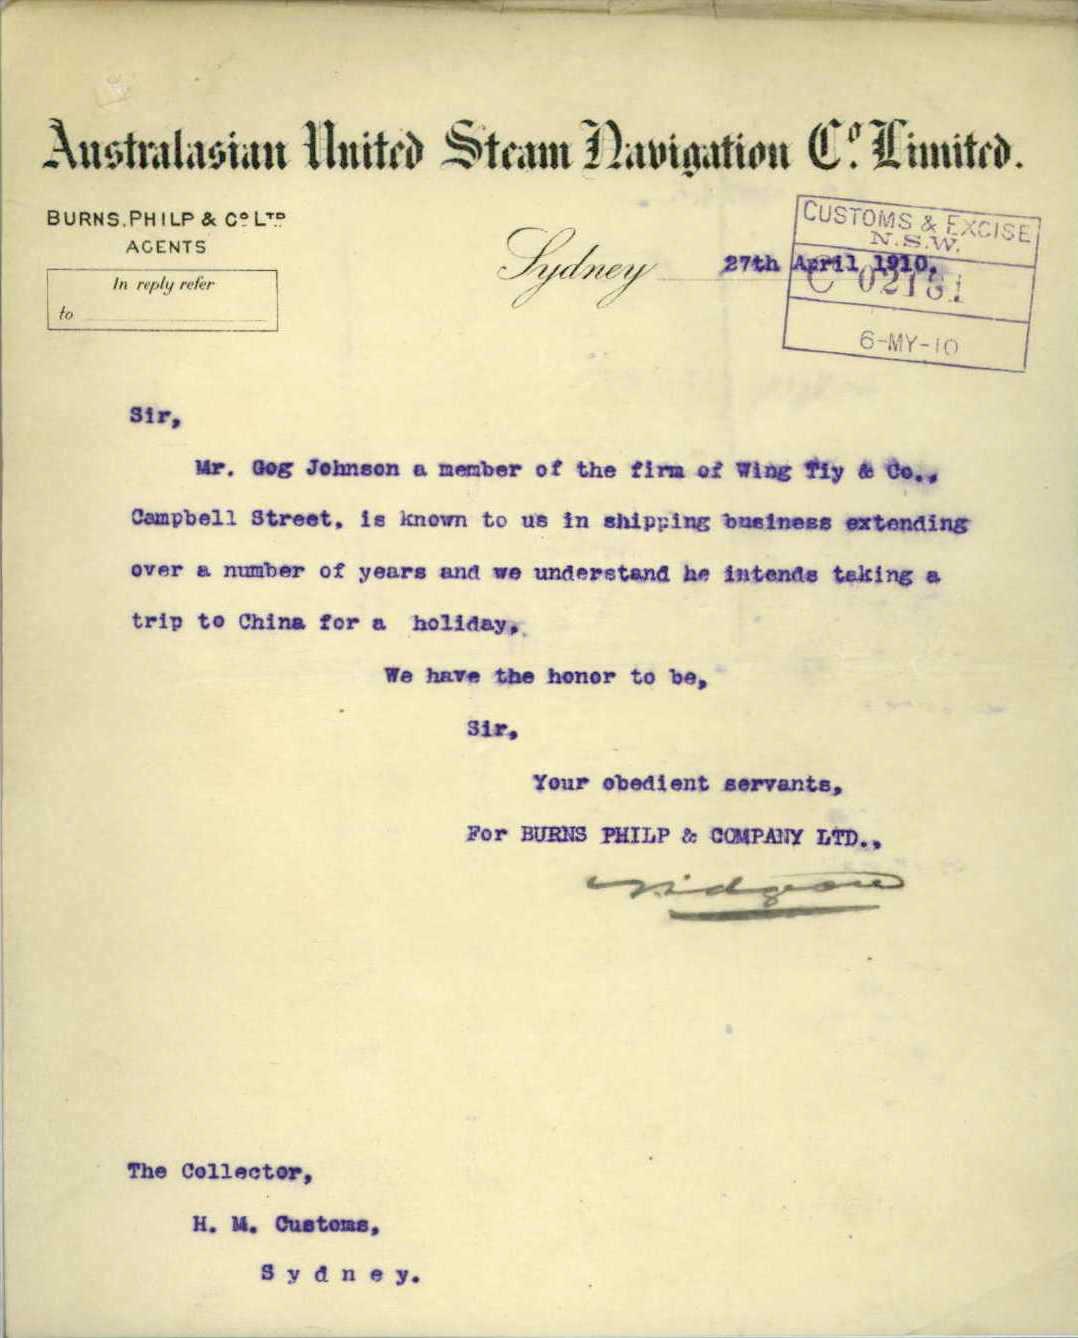 Australasian United Steam Navigation Co. Limited.
BURNS, PHILP & CO LTD
AGENTS
In reply refer
to
CUSTOMS & EXCISE
N.S.W.
Sydney 27th April 1910.
C 02181
6-MY-10
Sir,
Mr. Gog Johnson a member of the firm of Wing Tiy & Co.,
Campbell Street, is known to us in shipping business extending
over a number of years and we understand he intends taking a
trip to China for a holiday.
We have the honor to be,
Sir,
Your obedient servants,
For BURNS PHILP & COMPANY LTD.,
The Collector,
H. M. Customs,
Sydney.